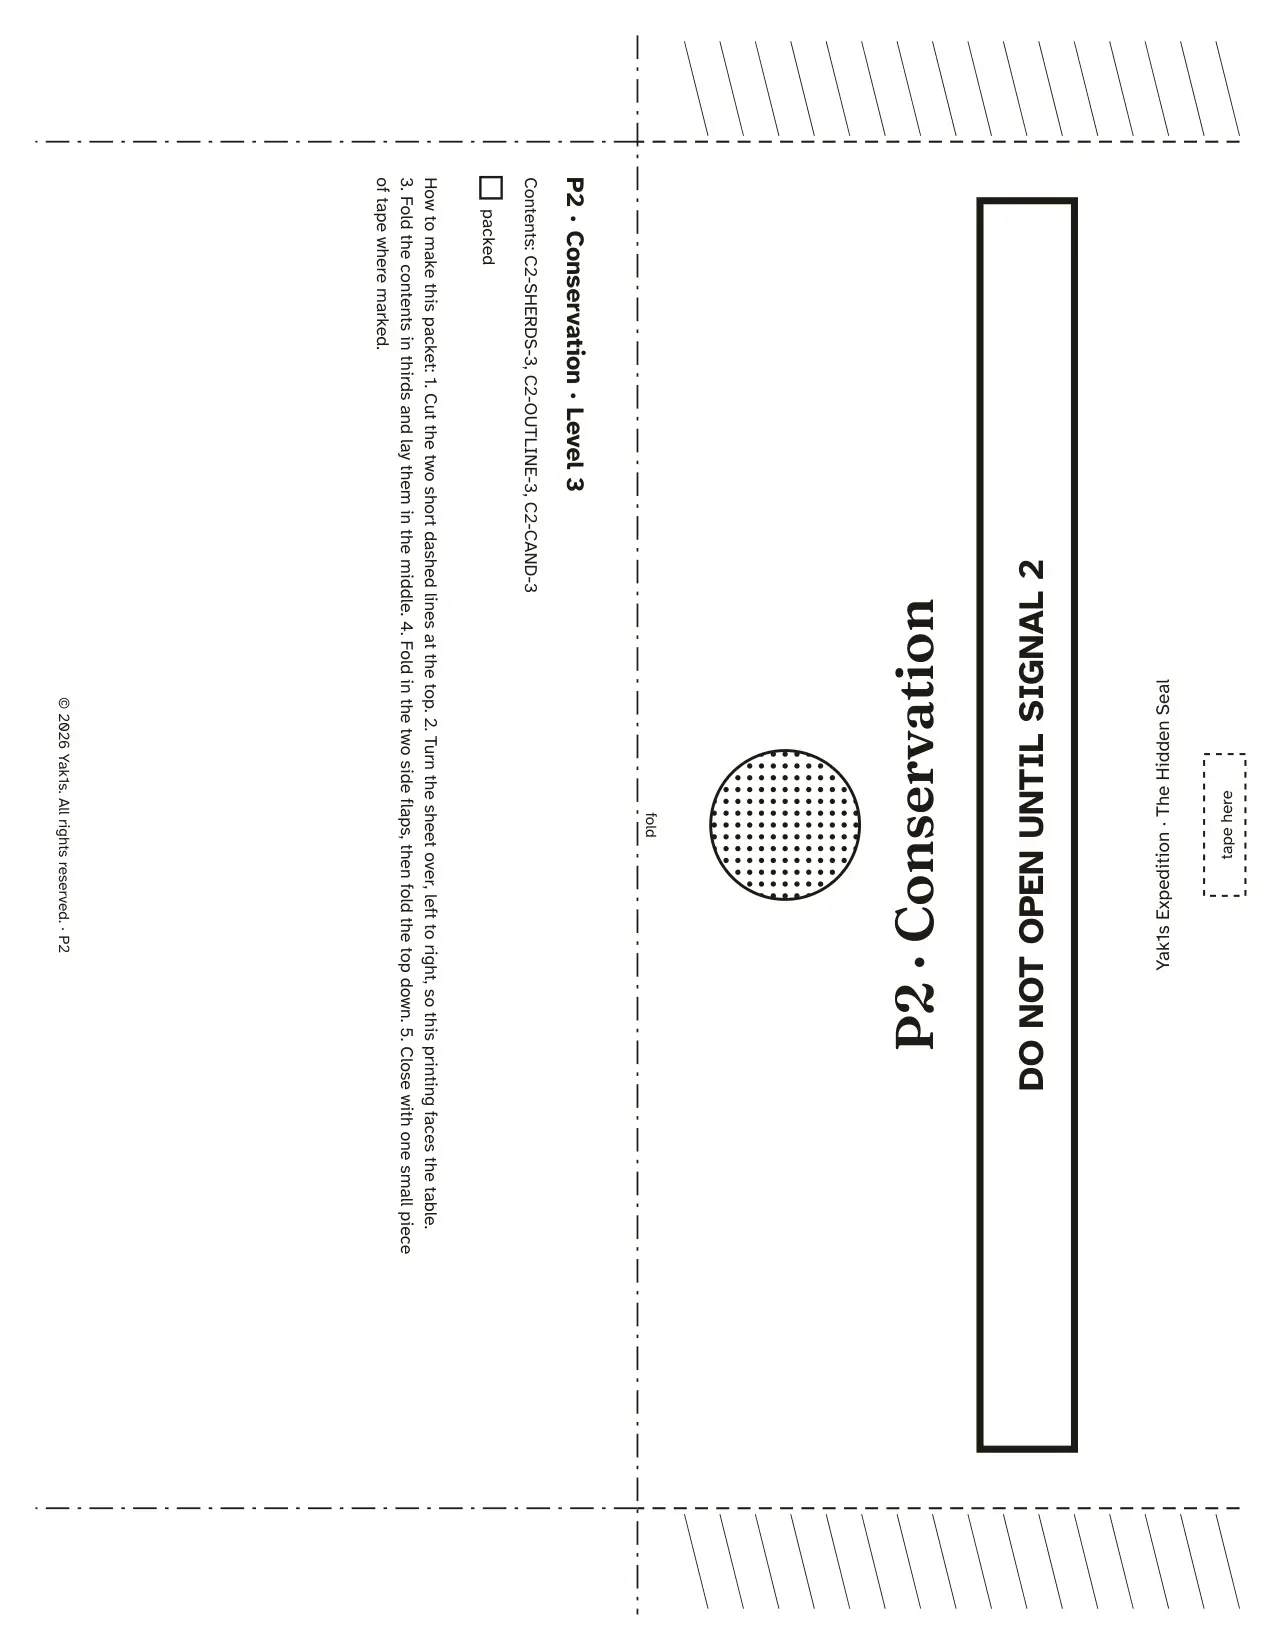 tape here
Yak1s Expedition · The Hidden Seal
DO NOT OPEN UNTIL SIGNAL 2
P2 · Conservation
fold
P2 · Conservation · Level 3
Contents: C2-SHERDS-3, C2-OUTLINE-3, C2-CAND-3
packed
How to make this packet: 1. Cut the two short dashed lines at the top. 2. Turn the sheet over, left to right, so this printing faces the table.
3. Fold the contents in thirds and lay them in the middle. 4. Fold in the two side flaps, then fold the top down. 5. Close with one small piece
of tape where marked.
© 2026 Yak1s. All rights reserved. · P2